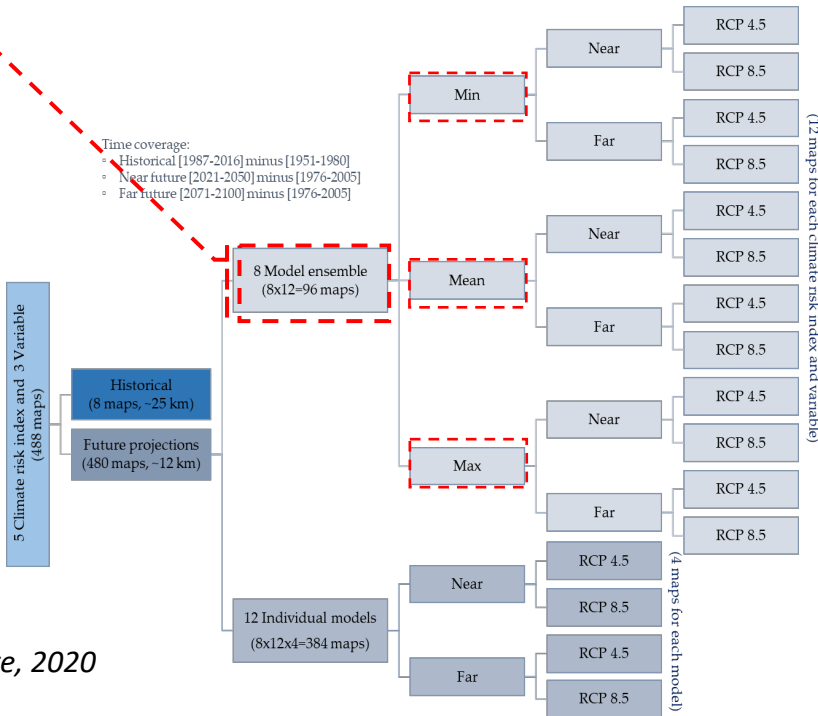 Time coverage:
▫ Historical [1987-2016] minus [1951-1980]
▫ Near future [2021-2050] minus [1976-2005]
▫ Far future [2071-2100] minus [1976-2005]
5 Climate risk index and 3 Variable
(488 maps)
Historical
(8 maps, ~25 km)
Future projections
(480 maps, ~12 km)
8 Model ensemble
(8x12=96 maps)
12 Individual models
(8x12x4=384 maps)
Min
Near
RCP 4.5
RCP 8.5
Far
RCP 4.5
RCP 8.5
Mean
Near
RCP 4.5
RCP 8.5
Far
RCP 4.5
RCP 8.5
Max
Near
RCP 4.5
RCP 8.5
Far
RCP 4.5
RCP 8.5
(12 maps for each climate risk index and variable)
Near
RCP 4.5
RCP 8.5
Far
RCP 4.5
RCP 8.5
(4 maps for each model)
2020